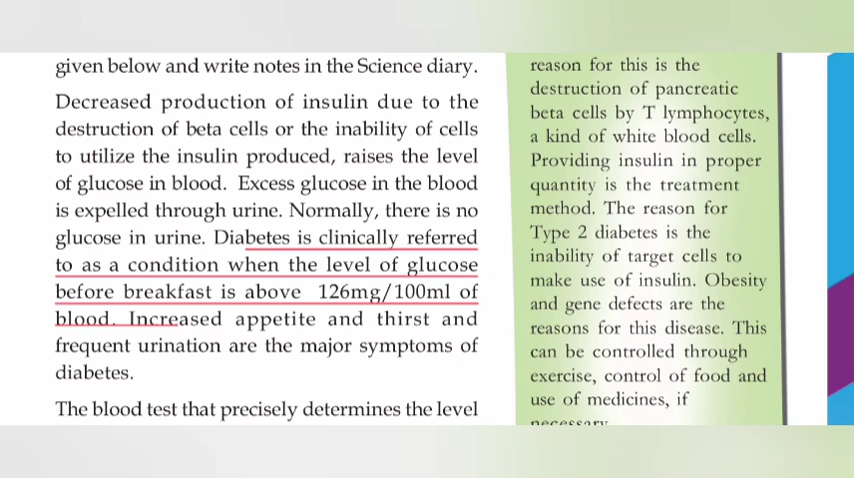 given below and write notes in the Science diary.
Decreased production of insulin due to the
destruction of beta cells or the inability of cells
to utilize the insulin produced, raises the level
of glucose in blood. Excess glucose in the blood
is expelled through urine. Normally, there is no
glucose in urine. Diabetes is clinically referred
to as a condition when the level of glucose
before breakfast is above 126mg/100ml of
blood. Increased appetite and thirst and
frequent urination are the major symptoms of
diabetes.
The blood test that precisely determines the level
reason for this is the
destruction of pancreatic
beta cells by T lymphocytes,
a kind of white blood cells.
Providing insulin in proper
quantity is the treatment
method. The reason for
Type 2 diabetes is the
inability of target cells to
make use of insulin. Obesity
and gene defects are the
reasons for this disease. This
can be controlled through
exercise, control of food and
use of medicines, if
necessary